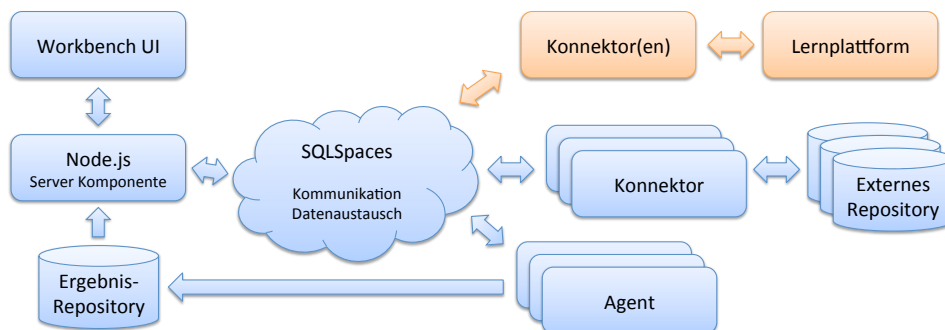 Workbench UI
Konnektor(en)
Lernplattform
Node.js
Server Komponente
SQLSpaces
Kommunikation
Datenaustausch
Konnektor
Externes
Repository
Ergebnis-
Repository
Agent